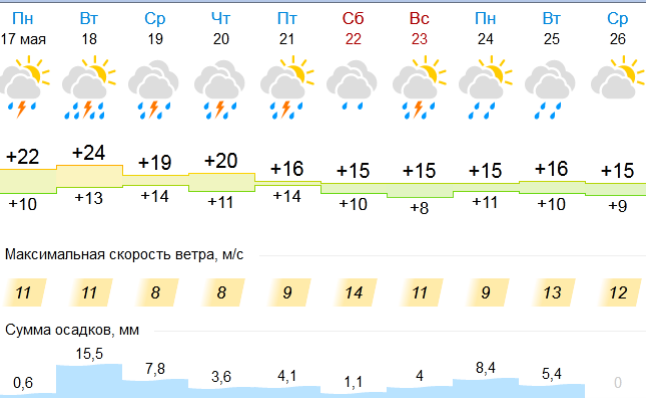 Пн Вт Ср Чт Пт Сб Вс Пн Вт Ср
17 мая 18 19 20 21 22 23 24 25 26
+22 +24 +19 +20 +16 +15 +15 +15 +16 +15
+10 +13 +14 +11 +14 +10 +8 +11 +10 +9
Максимальная скорость ветра, м/с
11 11 8 8 9 14 11 9 13 12
Сумма осадков, мм
0,6 15,5 7,8 3,6 4,1 1,1 4 8,4 5,4 0